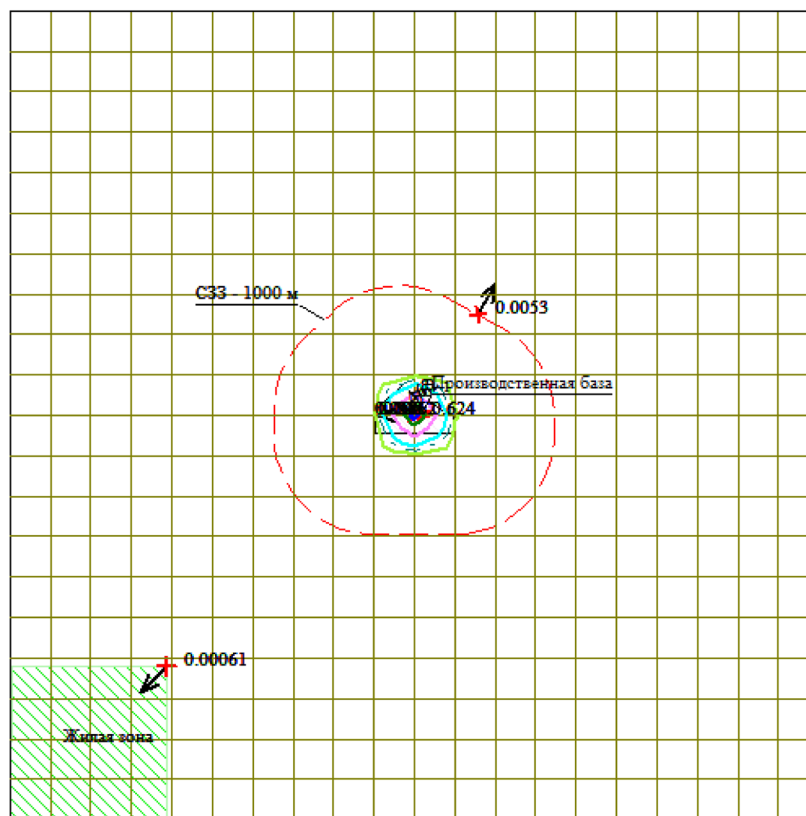 СЗЗ - 1000 м
0.0053
Производственная база
0.624
0.00061
Жилая зона